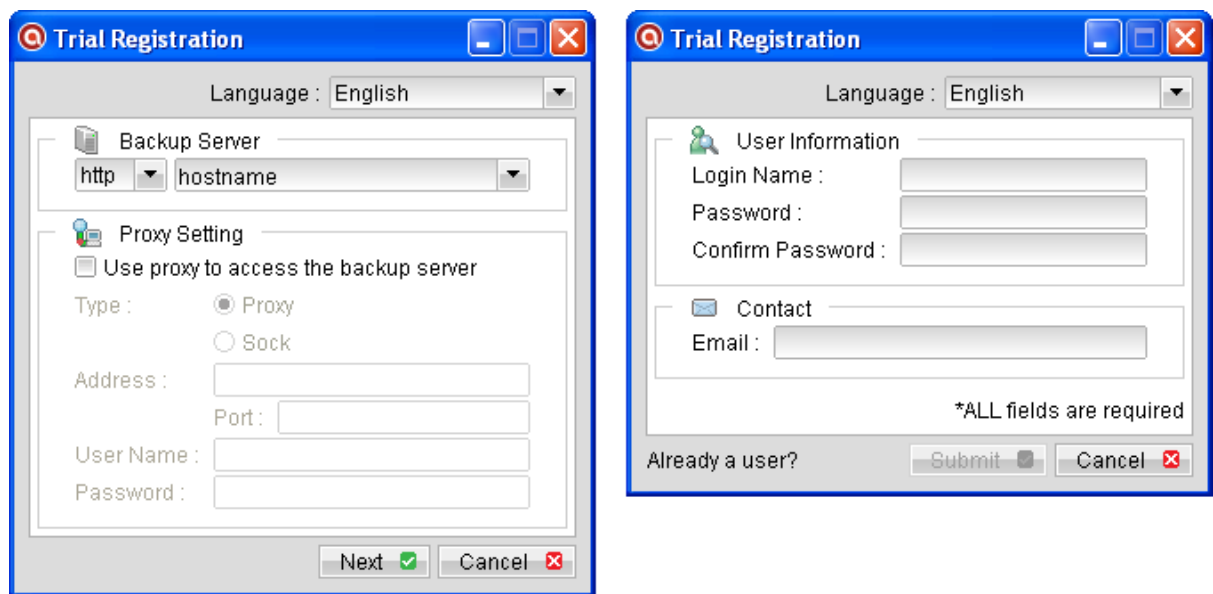 Trial Registration
Language : English
Backup Server
http hostname
Proxy Setting
Use proxy to access the backup server
Type : Proxy
Sock
Address :
Port :
User Name :
Password :
Next Cancel
Trial Registration
Language : English
User Information
Login Name :
Password :
Confirm Password :
Contact
Email :
*ALL fields are required
Already a user? Submit Cancel